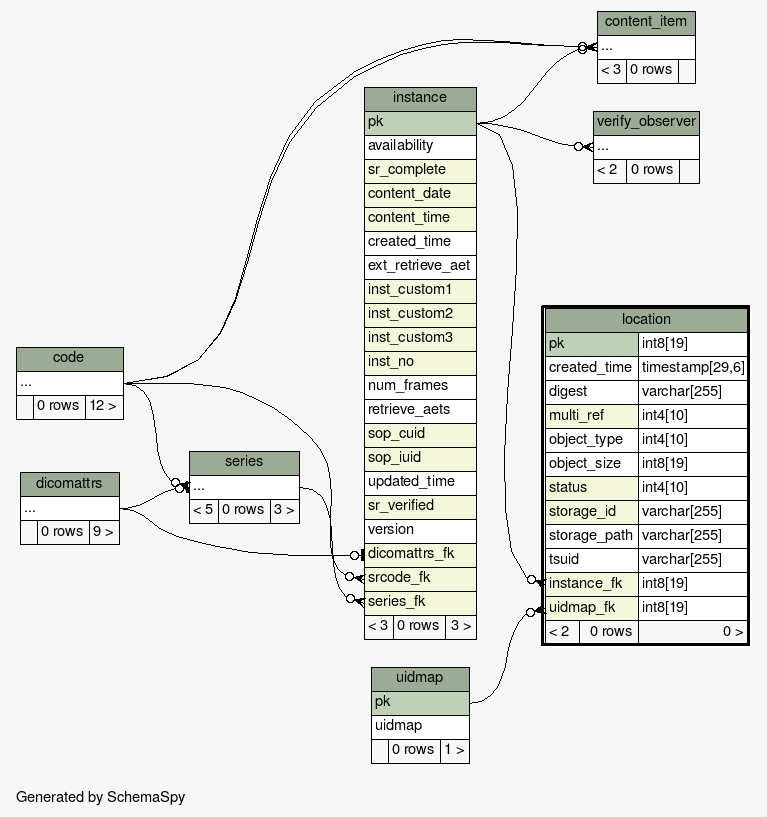 content_item
...
< 3 0 rows
instance
pk
availability
sr_complete
content_date
content_time
created_time
ext_retrieve_aet
inst_custom1
inst_custom2
inst_custom3
inst_no
num_frames
retrieve_aets
sop_cuid
sop_iuid
updated_time
sr_verified
version
dicomattrs_fk
srcode_fk
series_fk
< 3 0 rows 3 >
verify_observer
...
< 2 0 rows
location
pk int8[19]
created_time timestamp[29,6]
digest varchar[255]
multi_ref int4[10]
object_type int4[10]
object_size int8[19]
status int4[10]
storage_id varchar[255]
storage_path varchar[255]
tsuid varchar[255]
instance_fk int8[19]
uidmap_fk int8[19]
< 2 0 rows 0 >
code
...
0 rows 12 >
series
...
< 5 0 rows 3 >
dicomattrs
...
0 rows 9 >
uidmap
pk
uidmap
0 rows 1 >
Generated by SchemaSpy